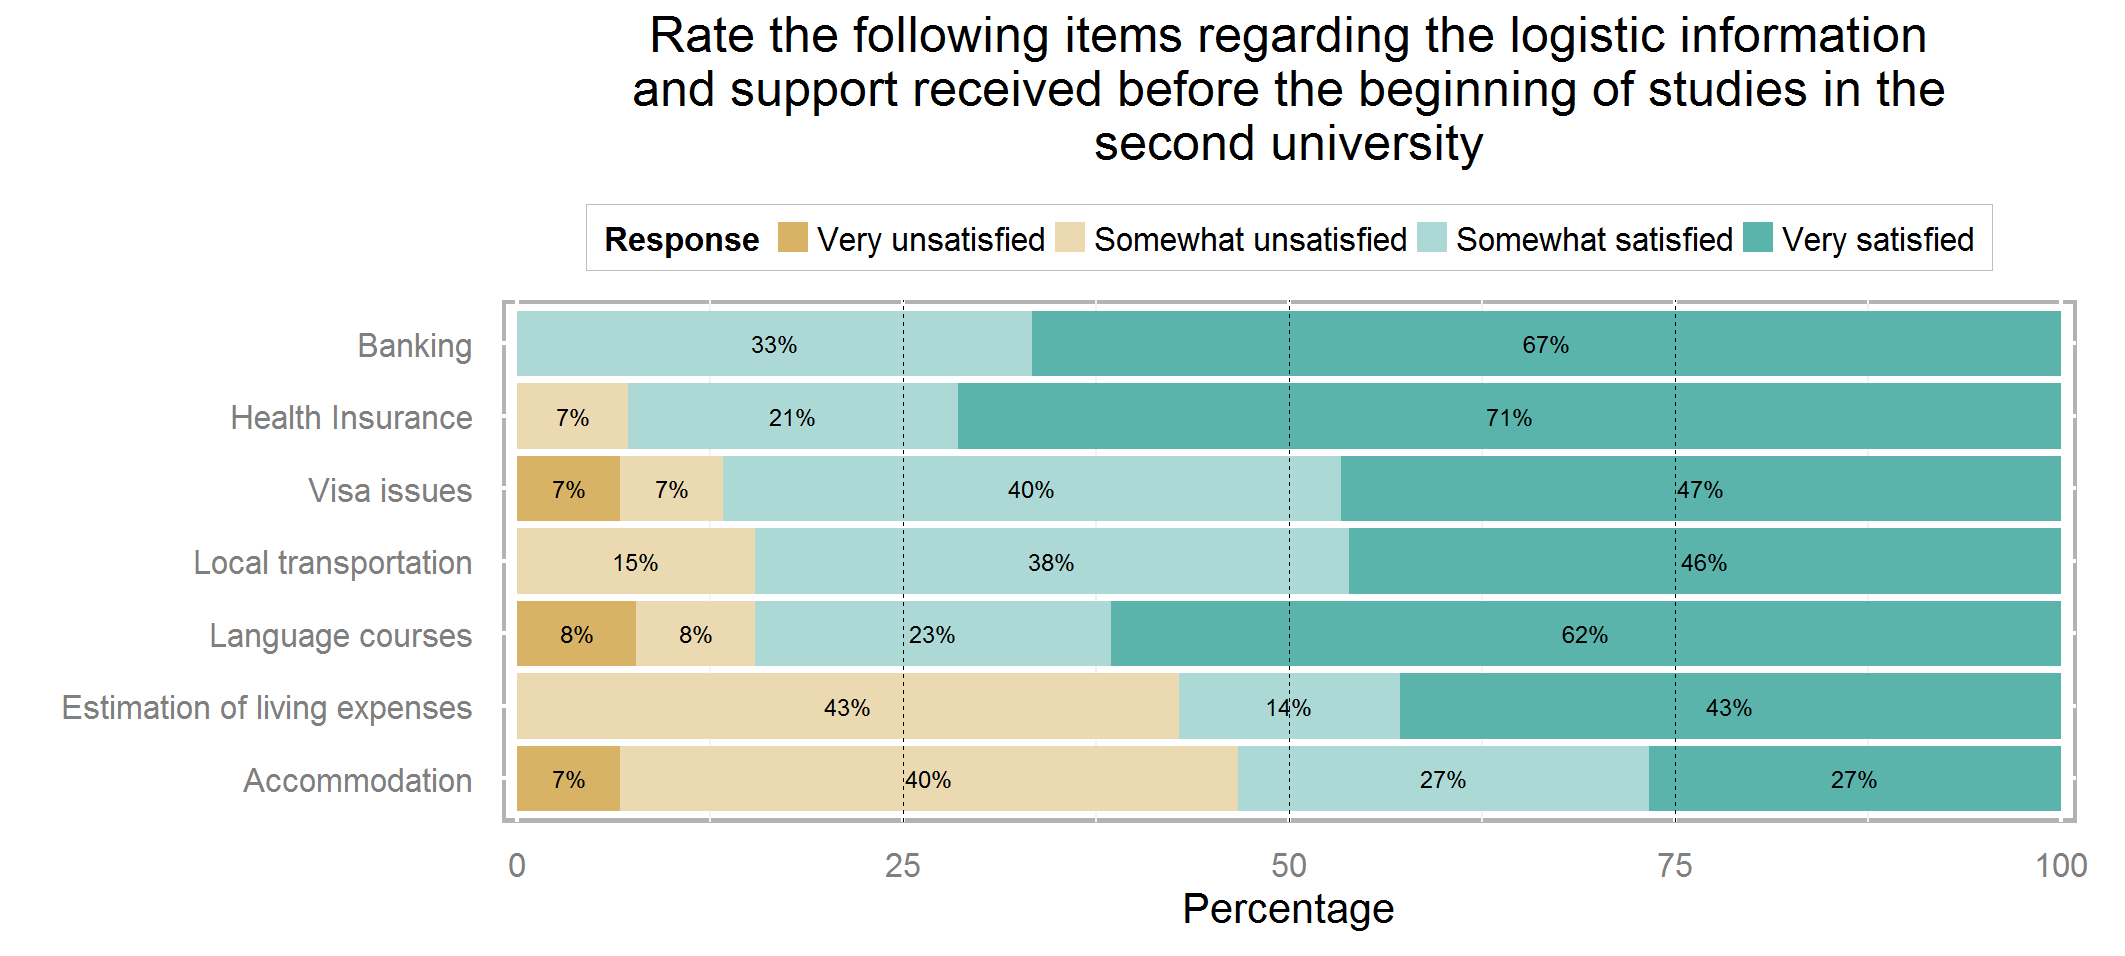 Rate the following items regarding the logistic information
and support received before the beginning of studies in the
second university
Response Very unsatisfied Somewhat unsatisfied Somewhat satisfied Very satisfied
Banking 33% 67%
Health Insurance 7% 21% 71%
Visa issues 7% 7% 40% 47%
Local transportation 15% 38% 46%
Language courses 8% 8% 23% 62%
Estimation of living expenses 43% 14% 43%
Accommodation 7% 40% 27% 27%
0 25 50 75 100
Percentage